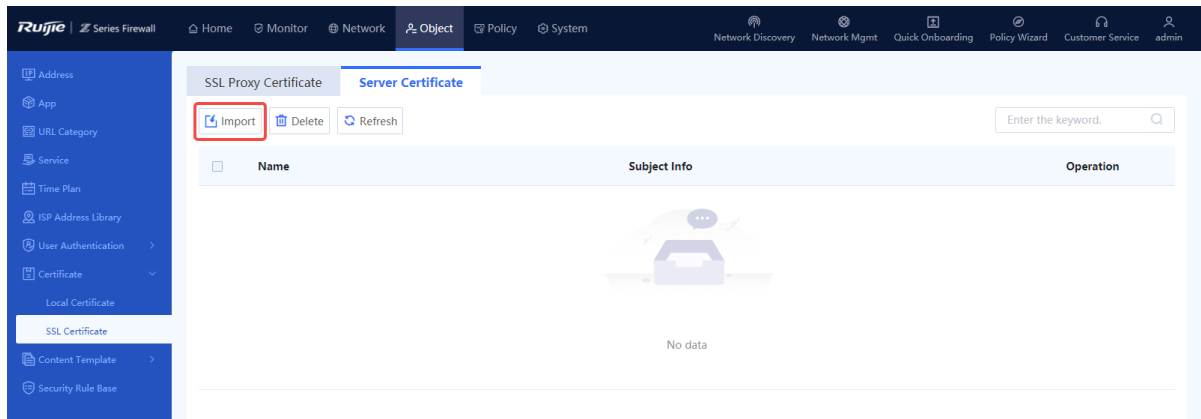 Ruijie | Z Series Firewall
Home
Monitor
Network
Object
Policy
System
Network Discovery
Network Mgmt
Quick Onboarding
Policy Wizard
Customer Service
admin
IP Address
App
URL Category
Service
Time Plan
ISP Address Library
User Authentication
Certificate
Local Certificate
SSL Certificate
Content Template
Security Rule Base
SSL Proxy Certificate
Server Certificate
Import
Delete
Refresh
Enter the keyword.
Name
Subject Info
Operation
No data